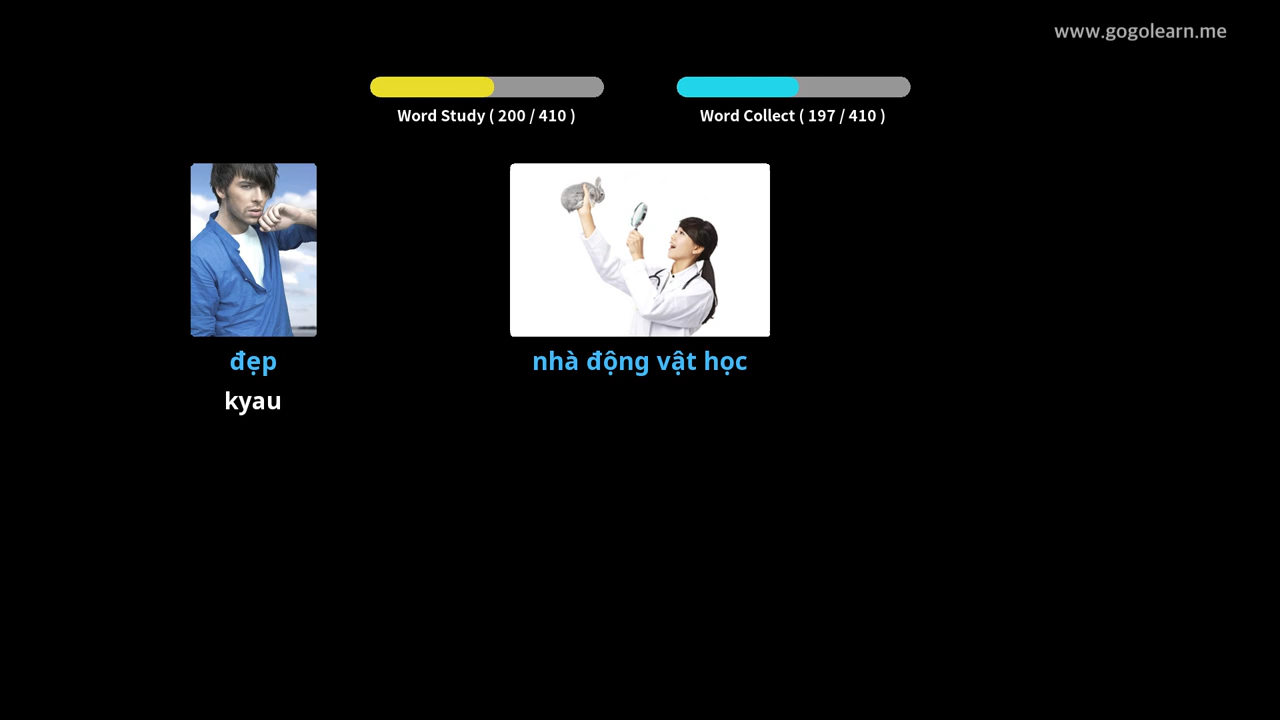 www.gogolearn.me
Word Study ( 200 / 410 )
Word Collect ( 197 / 410 )
đẹp
nhà động vật học
kyau